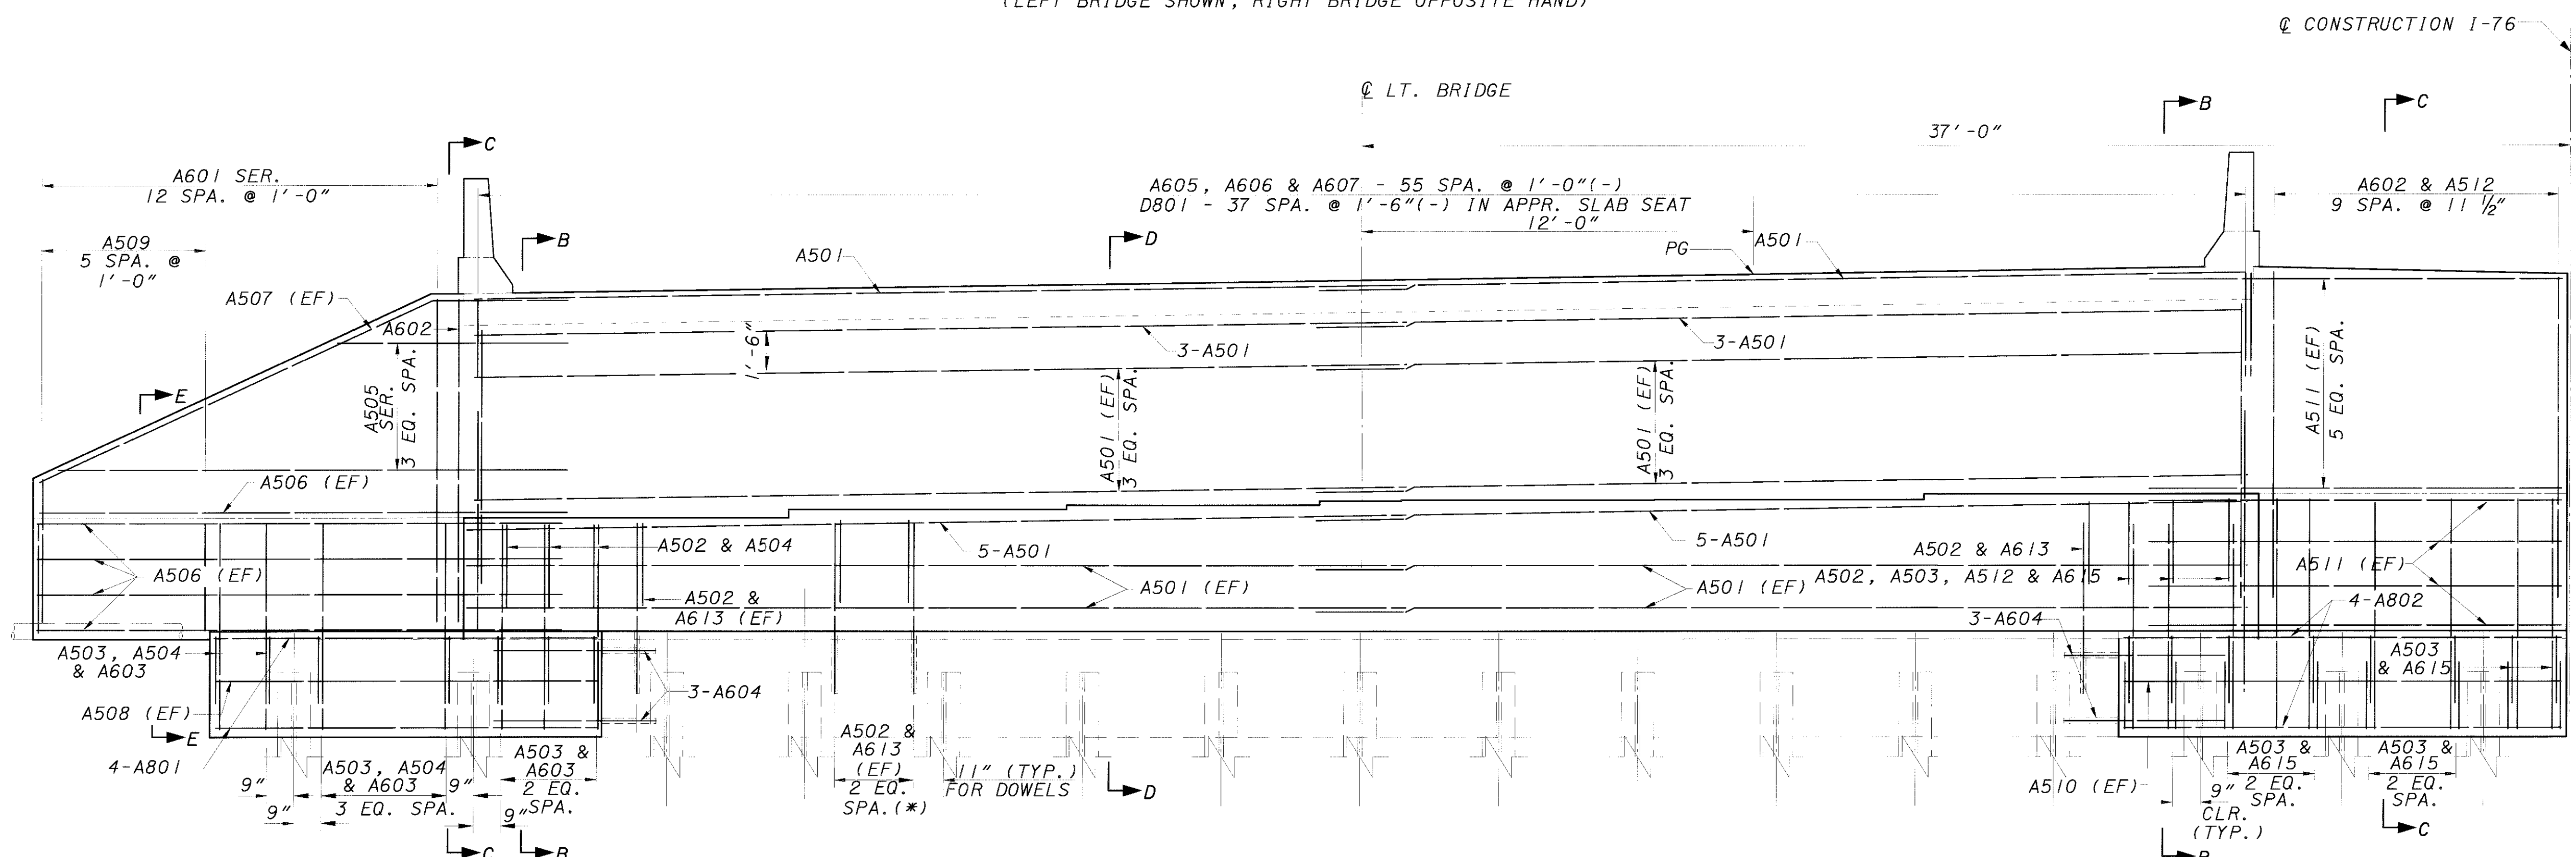 (LEFT BRIDGE SHOWN, RIGHT BRIDGE OPPOSITE HAND)
℄ CONSTRUCTION I-76
℄ LT. BRIDGE
B
C
37'-0"
C
A601 SER.
12 SPA. @ 1'-0"
A605, A606 & A607 - 55 SPA. @ 1'-0"(-)
D801 - 37 SPA. @ 1'-6"(-) IN APPR. SLAB SEAT
12'-0"
A602 & A512
9 SPA. @ 11 1/2"
A509
5 SPA. @
1'-0"
B
D
A501
PG
A501
A507 (EF)
A602
1'-6"
3-A501
3-A501
E
A505
SER.
3 EQ. SPA.
A501 (EF)
3 EQ. SPA.
A501 (EF)
3 EQ. SPA.
A511 (EF)
5 EQ. SPA.
A506 (EF)
A502 & A504
5-A501
5-A501
A502 & A613
A506 (EF)
A501 (EF)
A501 (EF)
A502, A503, A512 & A615
A511 (EF)
A502 &
A613 (EF)
4-A802
3-A604
A503, A504
& A603
A503
& A615
3-A604
A508 (EF)
E
4-A801
9"
9"
A503, A504
& A603
3 EQ. SPA.
9"
9"
A503 &
A603
2 EQ.
SPA.
A502 &
A613
(EF)
2 EQ.
SPA.(*)
11" (TYP.)
FOR DOWELS
D
A510 (EF)
9"
CLR.
(TYP.)
A503 &
A615
2 EQ.
SPA.
A503 &
A615
2 EQ.
SPA.
C
C
B
B